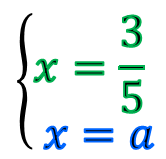 x = 3/5
x = a